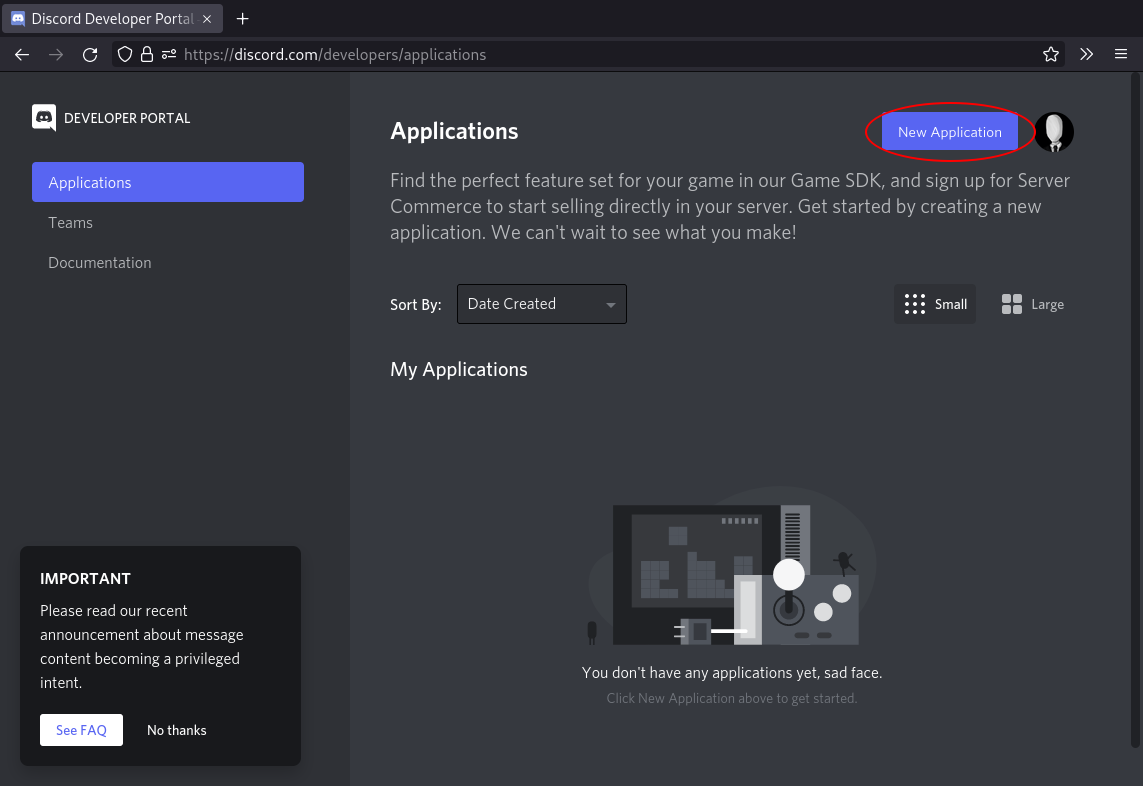 Discord Developer Portal
https://discord.com/developers/applications
DEVELOPER PORTAL
Applications
Teams
Documentation
Applications
New Application
Find the perfect feature set for your game in our Game SDK, and sign up for Server
Commerce to start selling directly in your server. Get started by creating a new
application. We can't wait to see what you make!
Sort By:
Date Created
Small
Large
My Applications
You don't have any applications yet, sad face.
Click New Application above to get started.
IMPORTANT
Please read our recent
announcement about message
content becoming a privileged
intent.
See FAQ
No thanks